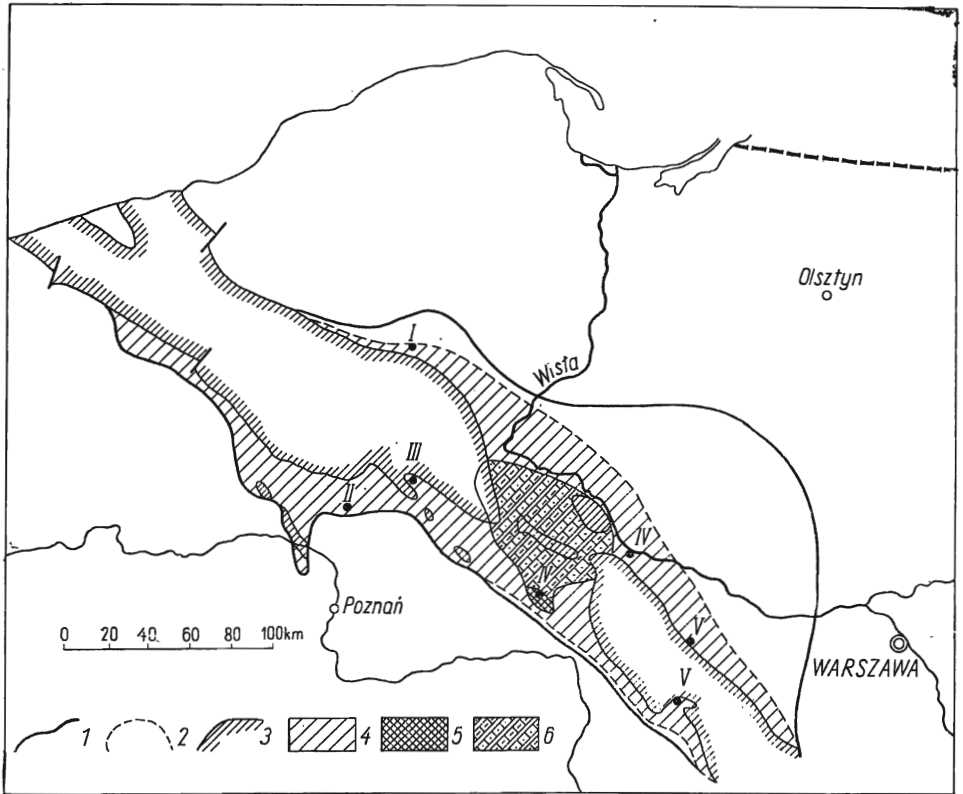 Olsztyn
I
Wisła
III
II
IV
IV
Poznań
0 20 40 60 80 100km
V
WARSZAWA
V
1 2 3 4 5 6